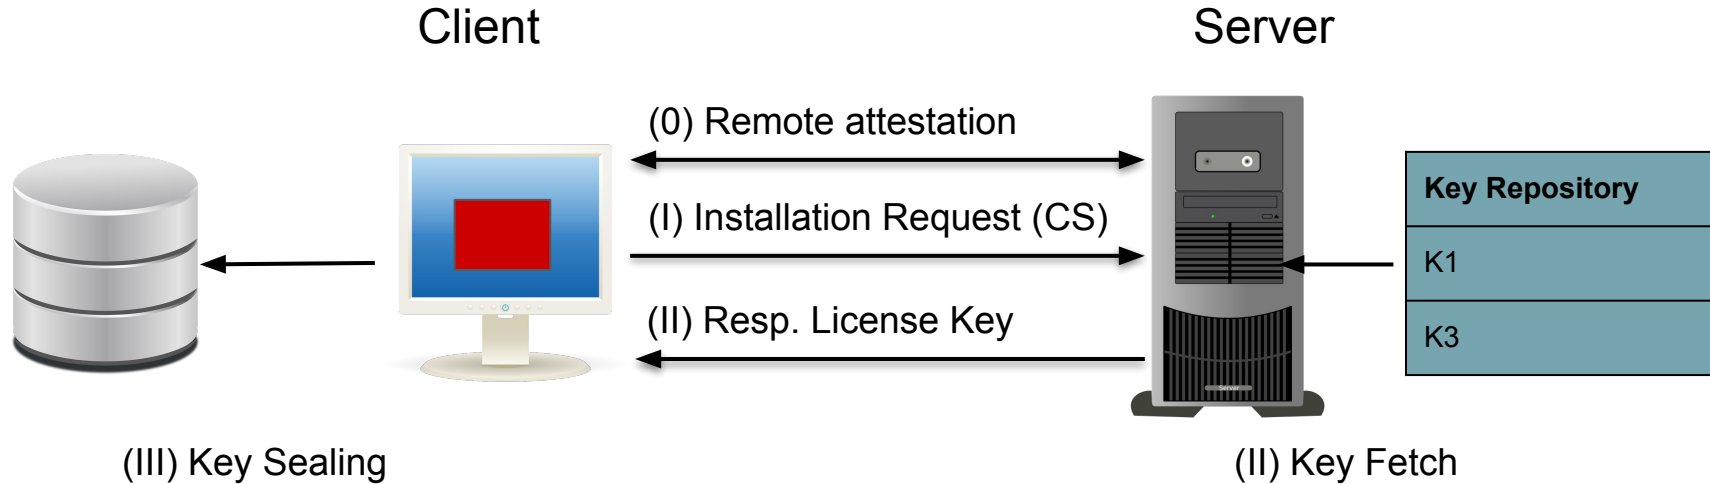 Client
Server
(0) Remote attestation
(I) Installation Request (CS)
(II) Resp. License Key
Server
Key Repository
K1
K3
(III) Key Sealing
(II) Key Fetch